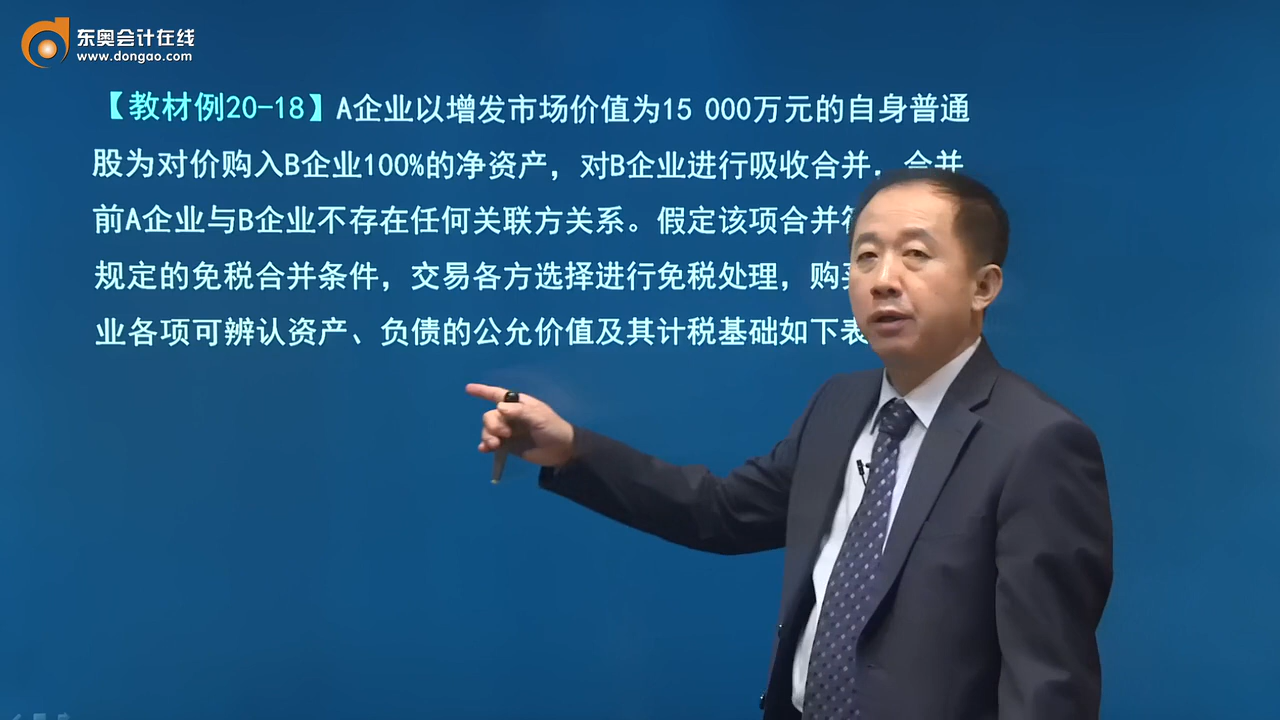 东奥会计在线
www.dongao.com
【教材例20-18】A企业以增发市场价值为15 000万元的自身普通
股为对价购入B企业100%的净资产，对B企业进行吸收合并，合并
前A企业与B企业不存在任何关联方关系。假定该项合并
规定的免税合并条件，交易各方选择进行免税处理，购
业各项可辨认资产、负债的公允价值及其计税基础如下表